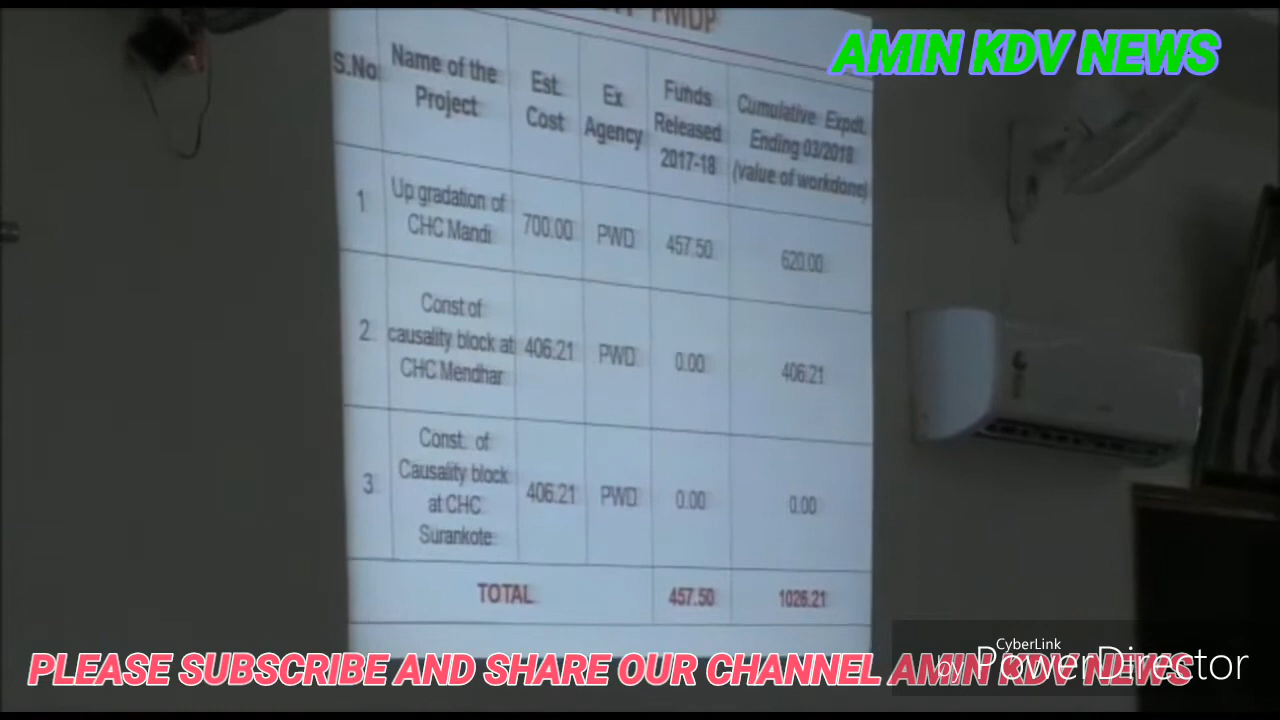 PMDP
AMIN KDV NEWS
S.No
Name of the
Project
Est.
Cost
Ex
Agency
Funds
Released
2017-18
Cumulative Expdt.
Ending 03/2018
(value of workdone)
1
Up gradation of
CHC Mandi
700.00
PWD
457.50
620.00
2
Const of
causality block at
CHC Mendhar
406.21
PWD
0.00
406.21
3
Const. of
Causality block
at CHC
Surankote
406.21
PWD
0.00
0.00
TOTAL
457.50
1026.21
PLEASE SUBSCRIBE AND SHARE OUR CHANNEL AMIN KDV NEWS
CyberLink
by PowerDirector